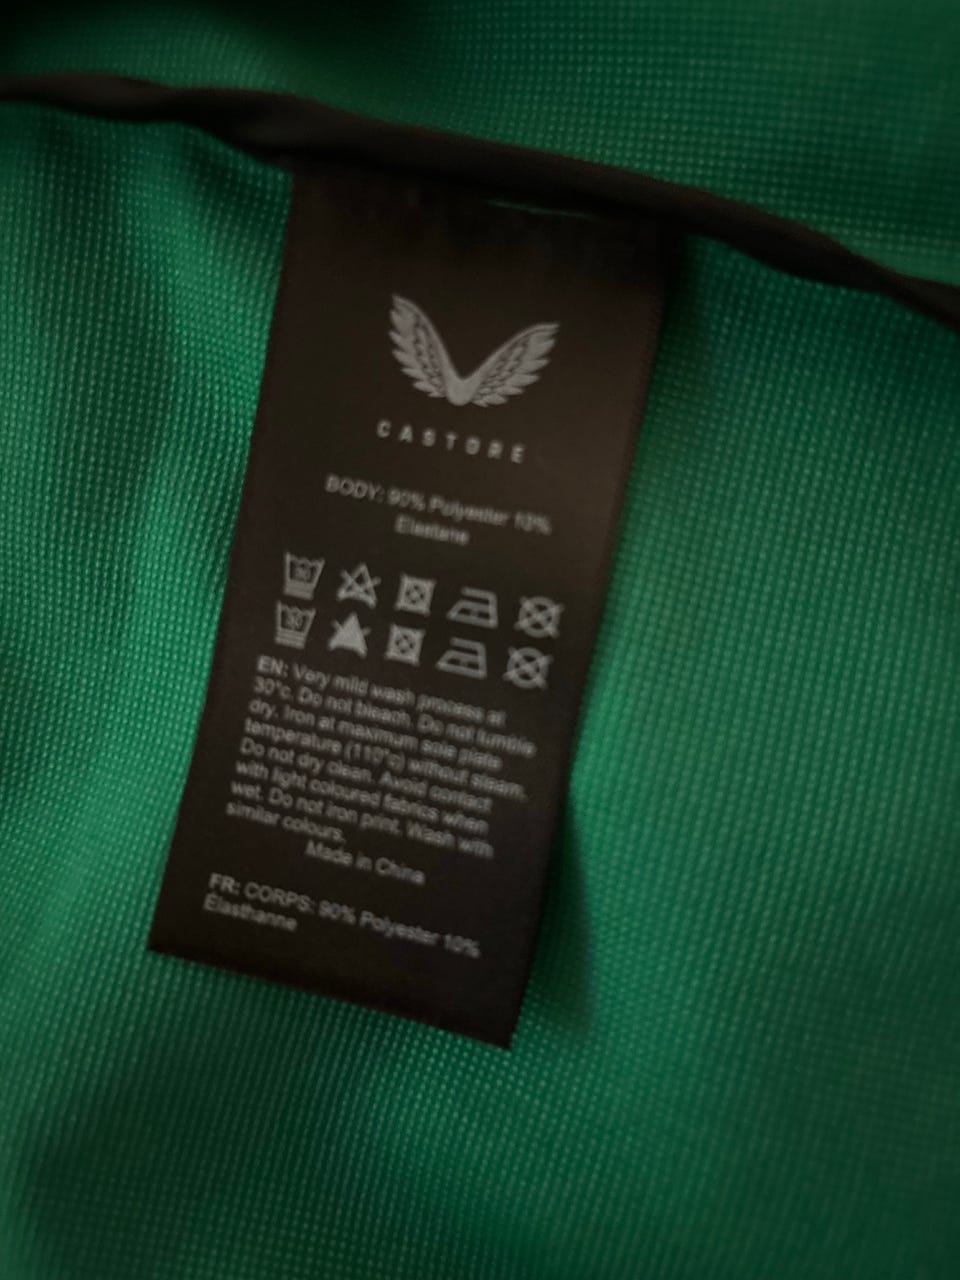 CASTORE
BODY: 90% Polyester 10%
Elastane
30
30
EN: Very mild wash process at
30°c. Do not bleach. Do not tumble
dry. Iron at maximum sole plate
temperature (110°c) without steam.
Do not dry clean. Avoid contact
with light coloured fabrics when
wet. Do not iron print. Wash with
similar colours.
Made in China
FR: CORPS: 90% Polyester 10%
Élasthanne